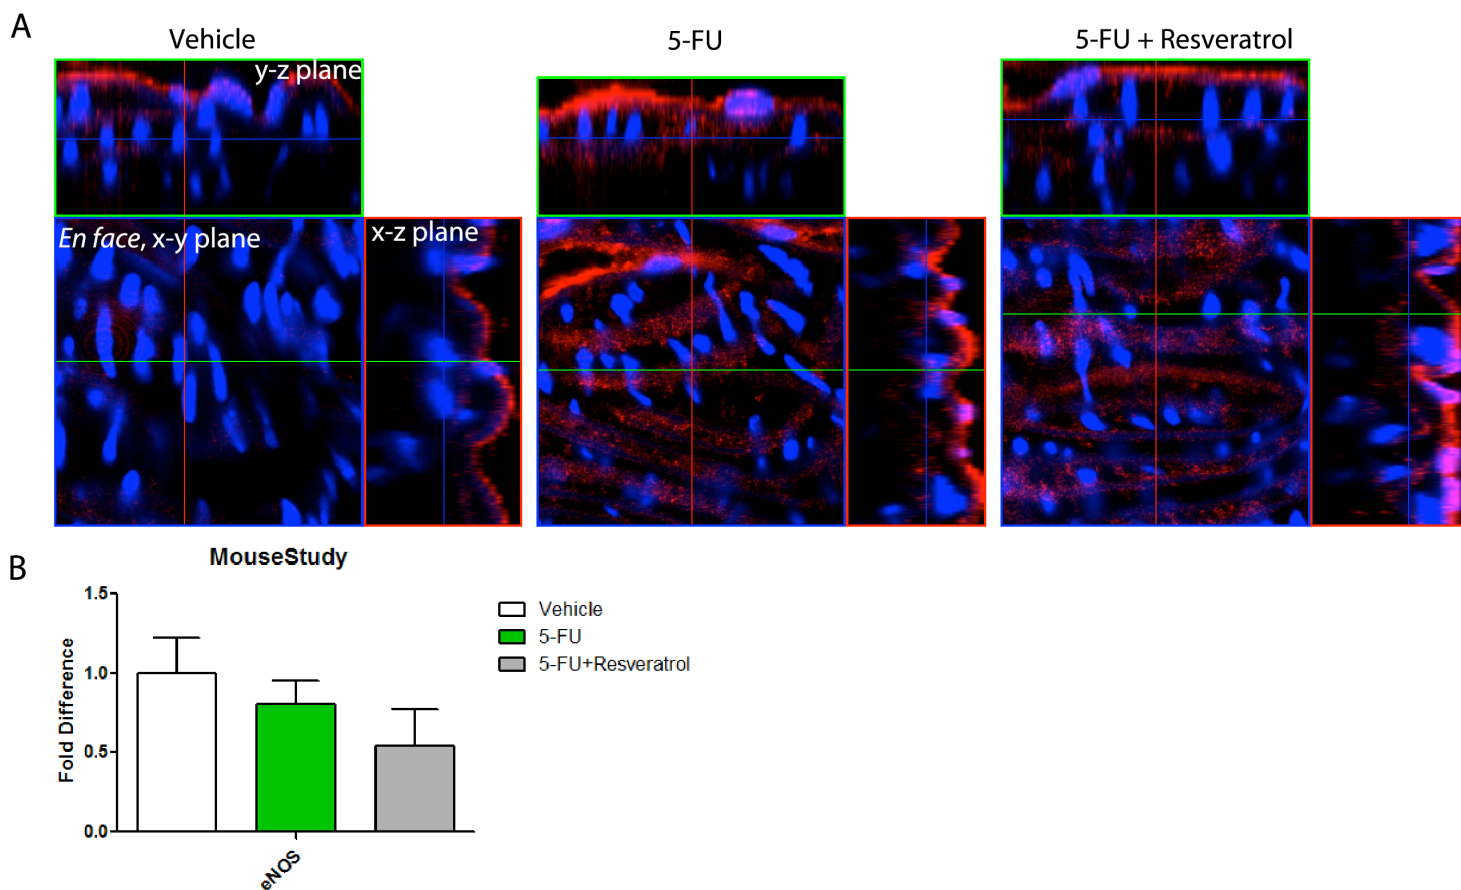 A
Vehicle
5-FU
5-FU + Resveratrol
y-z plane
En face, x-y plane
x-z plane
B
MouseStudy
Fold Difference
1.5
1.0
0.5
0.0
eNOS
Vehicle
5-FU
5-FU+Resveratrol